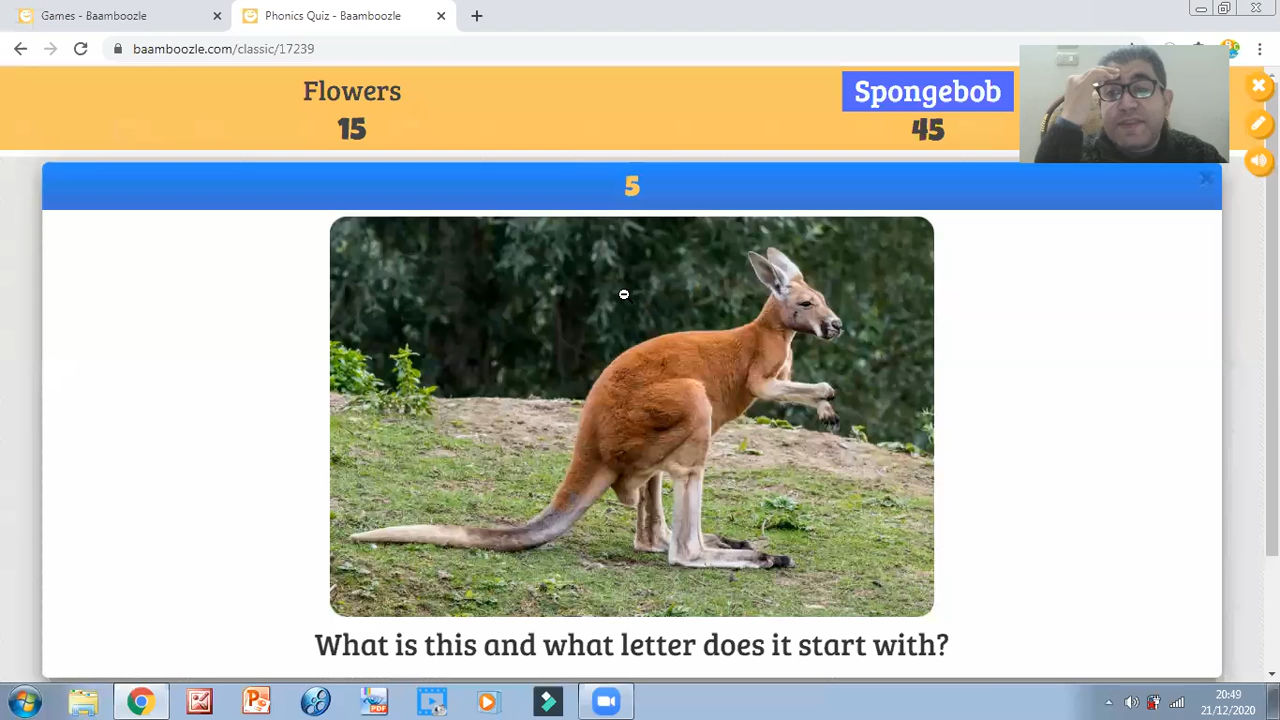 Games - Baamboozle
Phonics Quiz - Baamboozle
baamboozle.com/classic/17239
Flowers
15
Spongebob
45
5
What is this and what letter does it start with?
20:49
21/12/2020